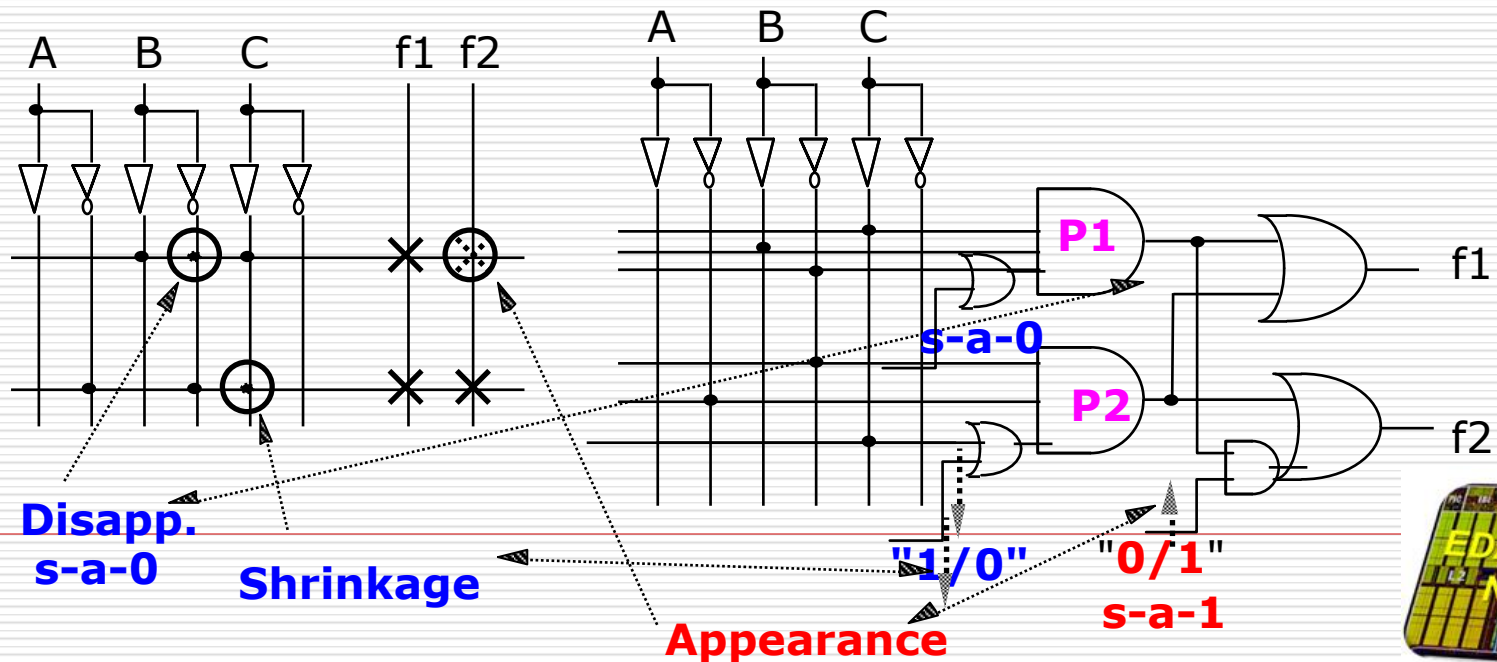 A B C f1 f2
A B C
P1
f1
s-a-0
P2
f2
Disapp.
s-a-0
Shrinkage
"1/0"
"0/1"
s-a-1
Appearance